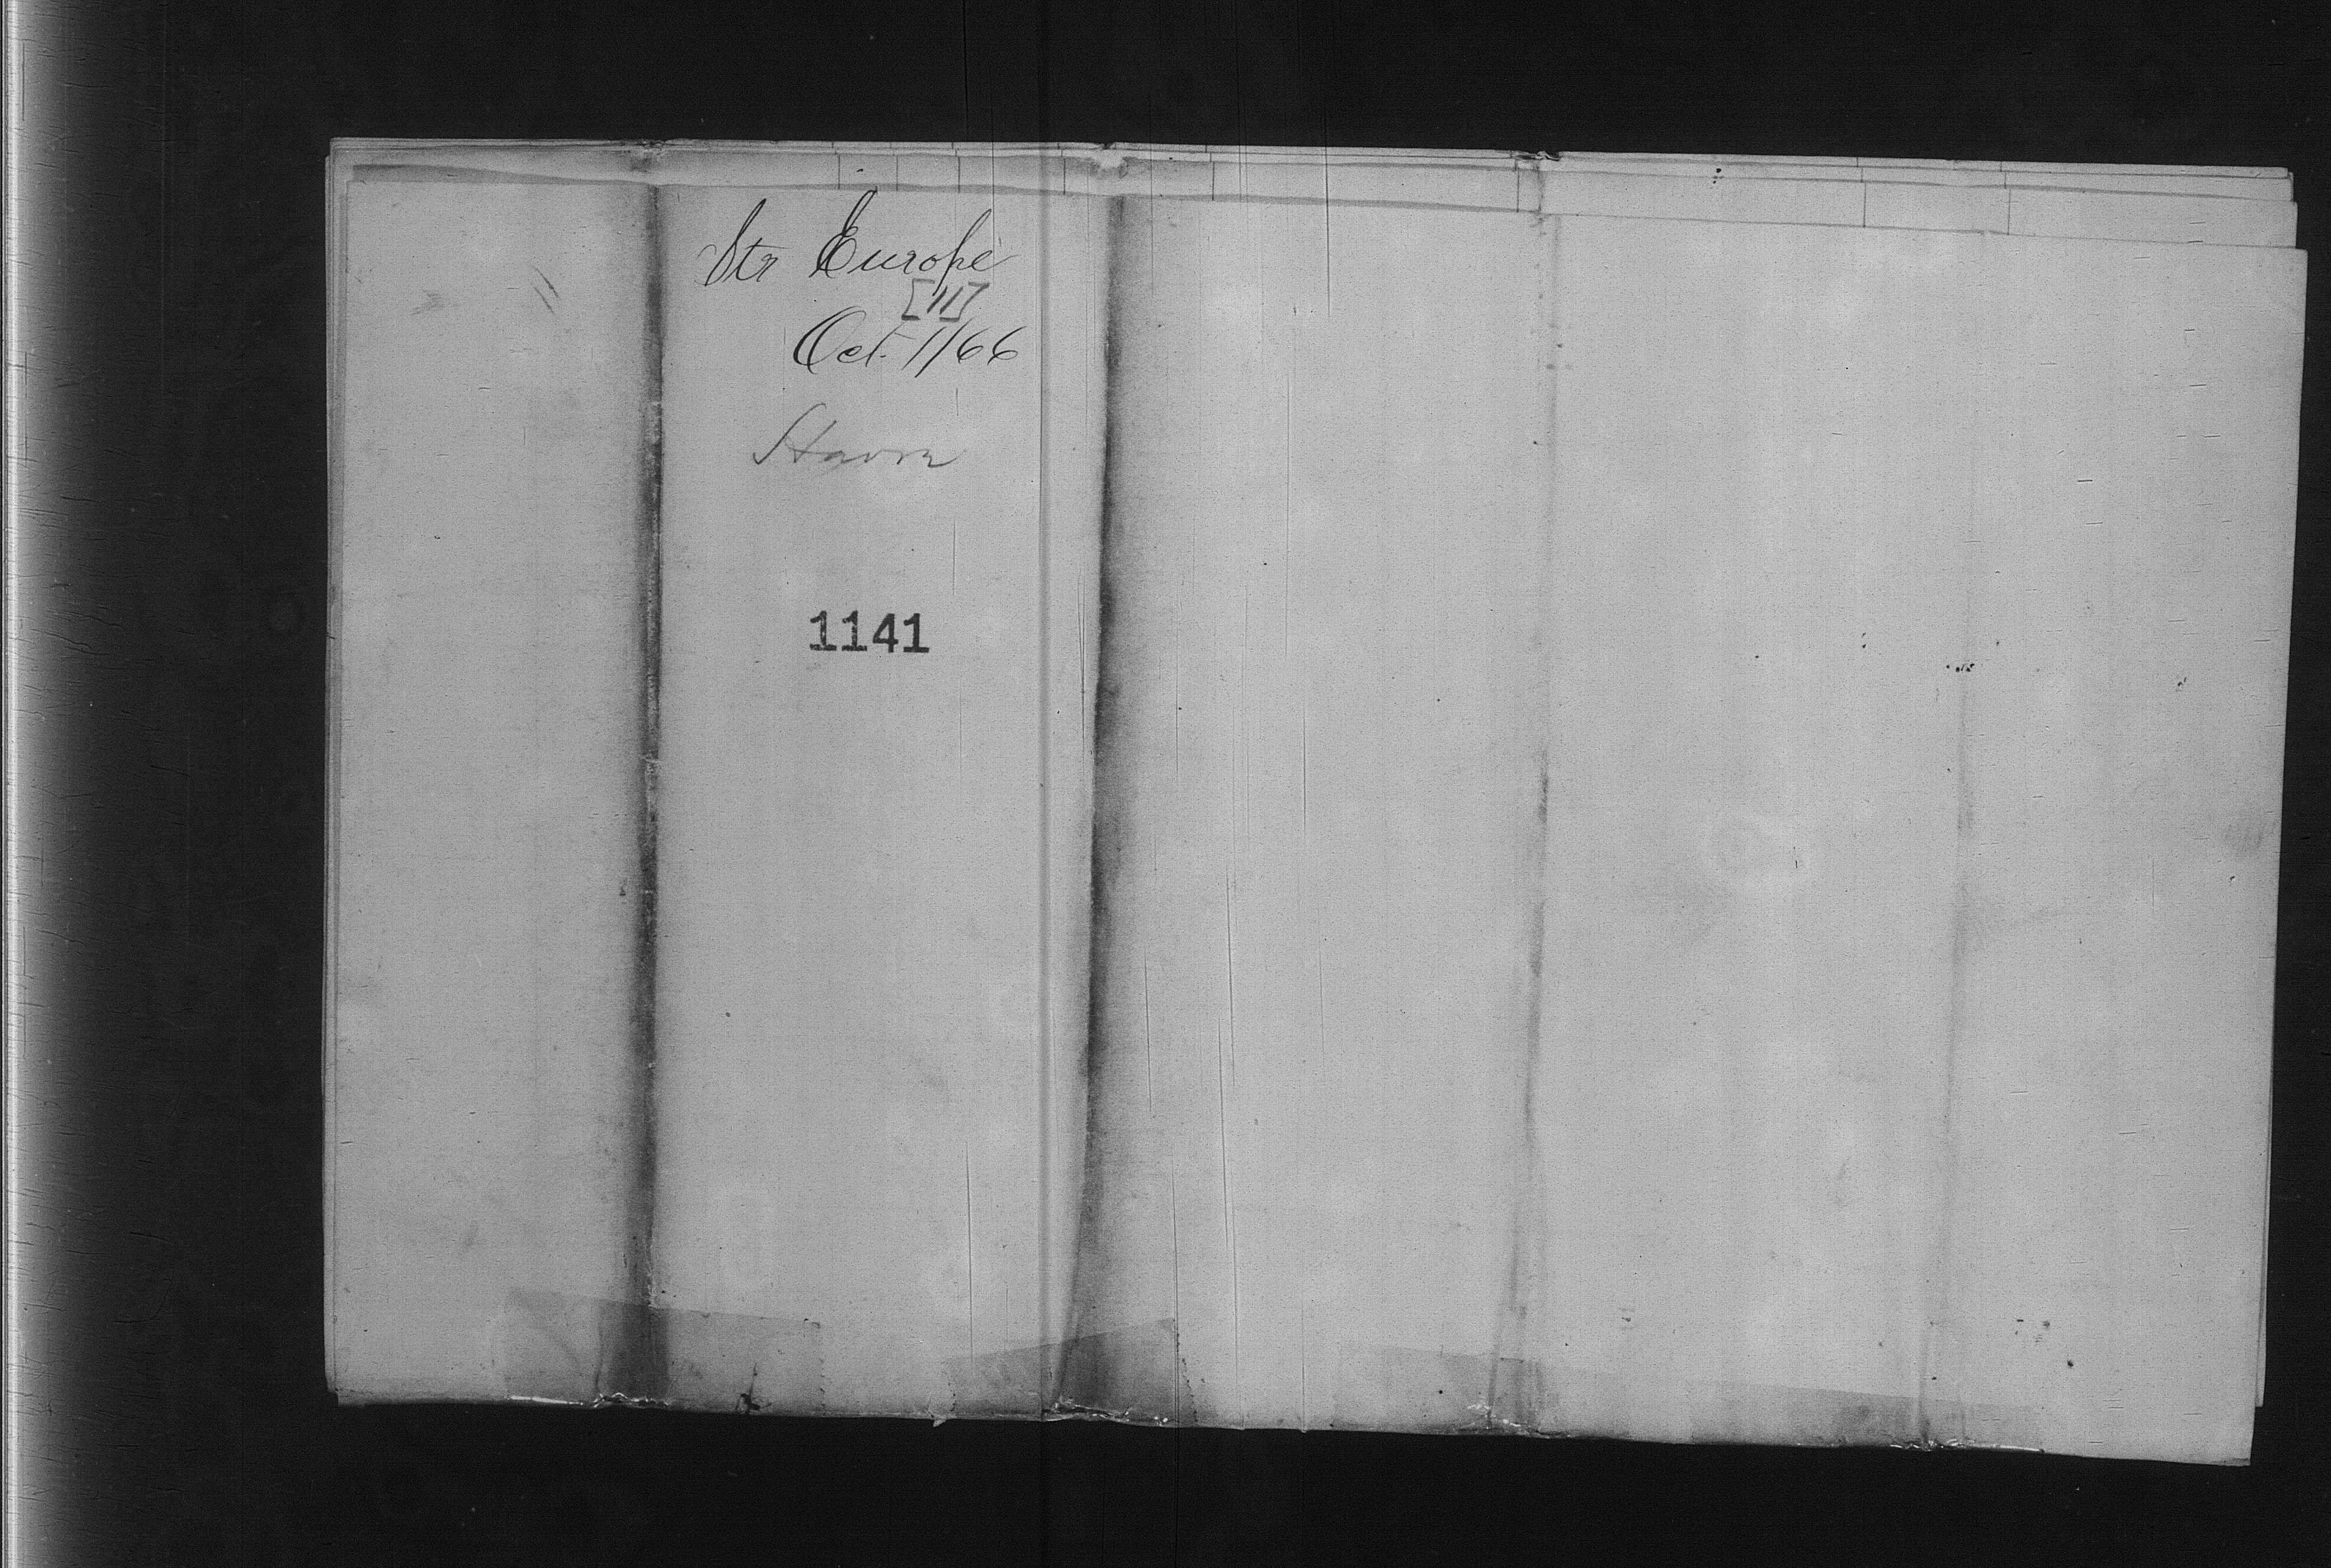 Str Europe
[11]
Oct. 1/66
Havre
1141